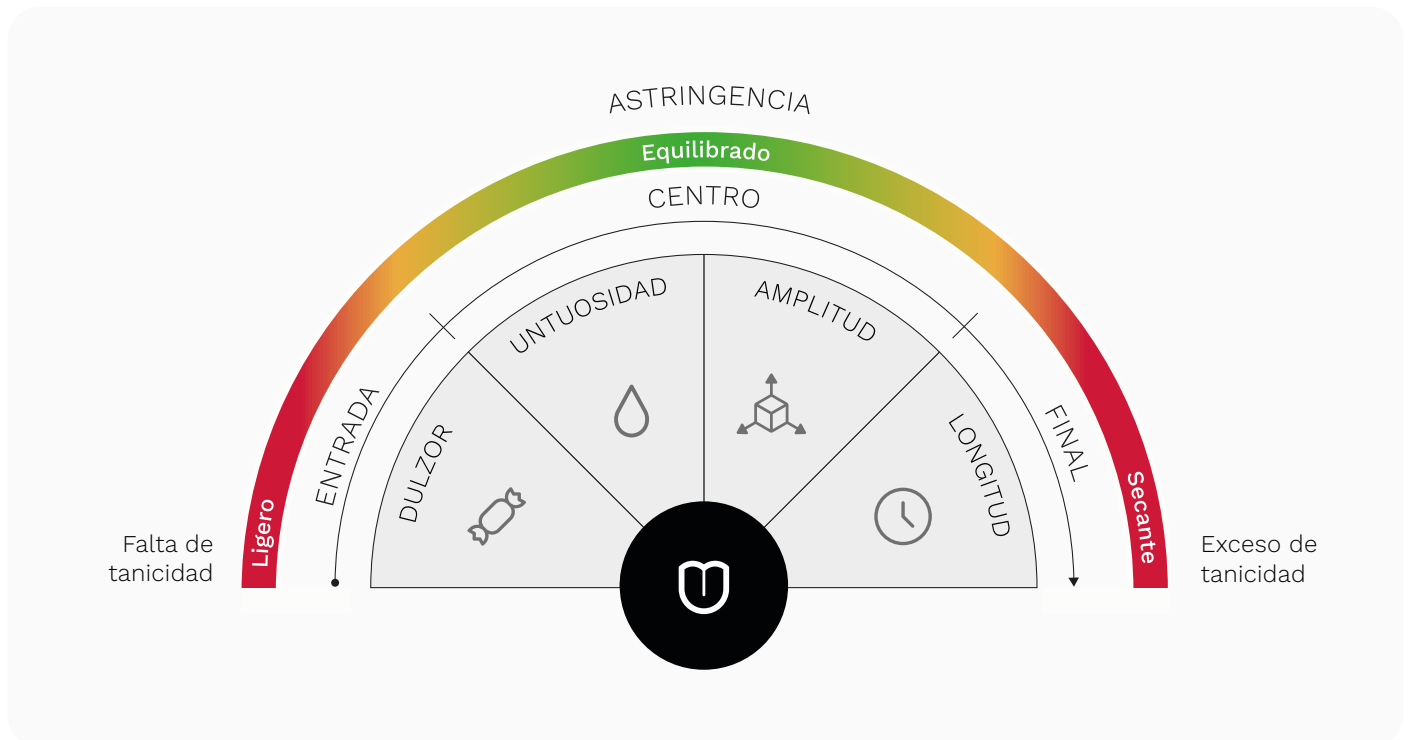 ASTRINGENCIA
Equilibrado
CENTRO
UNTUOSIDAD
AMPLITUD
ENTRADA
DULZOR
LONGITUD
FINAL
Ligero
Secante
Falta de
tanicidad
Exceso de
tanicidad